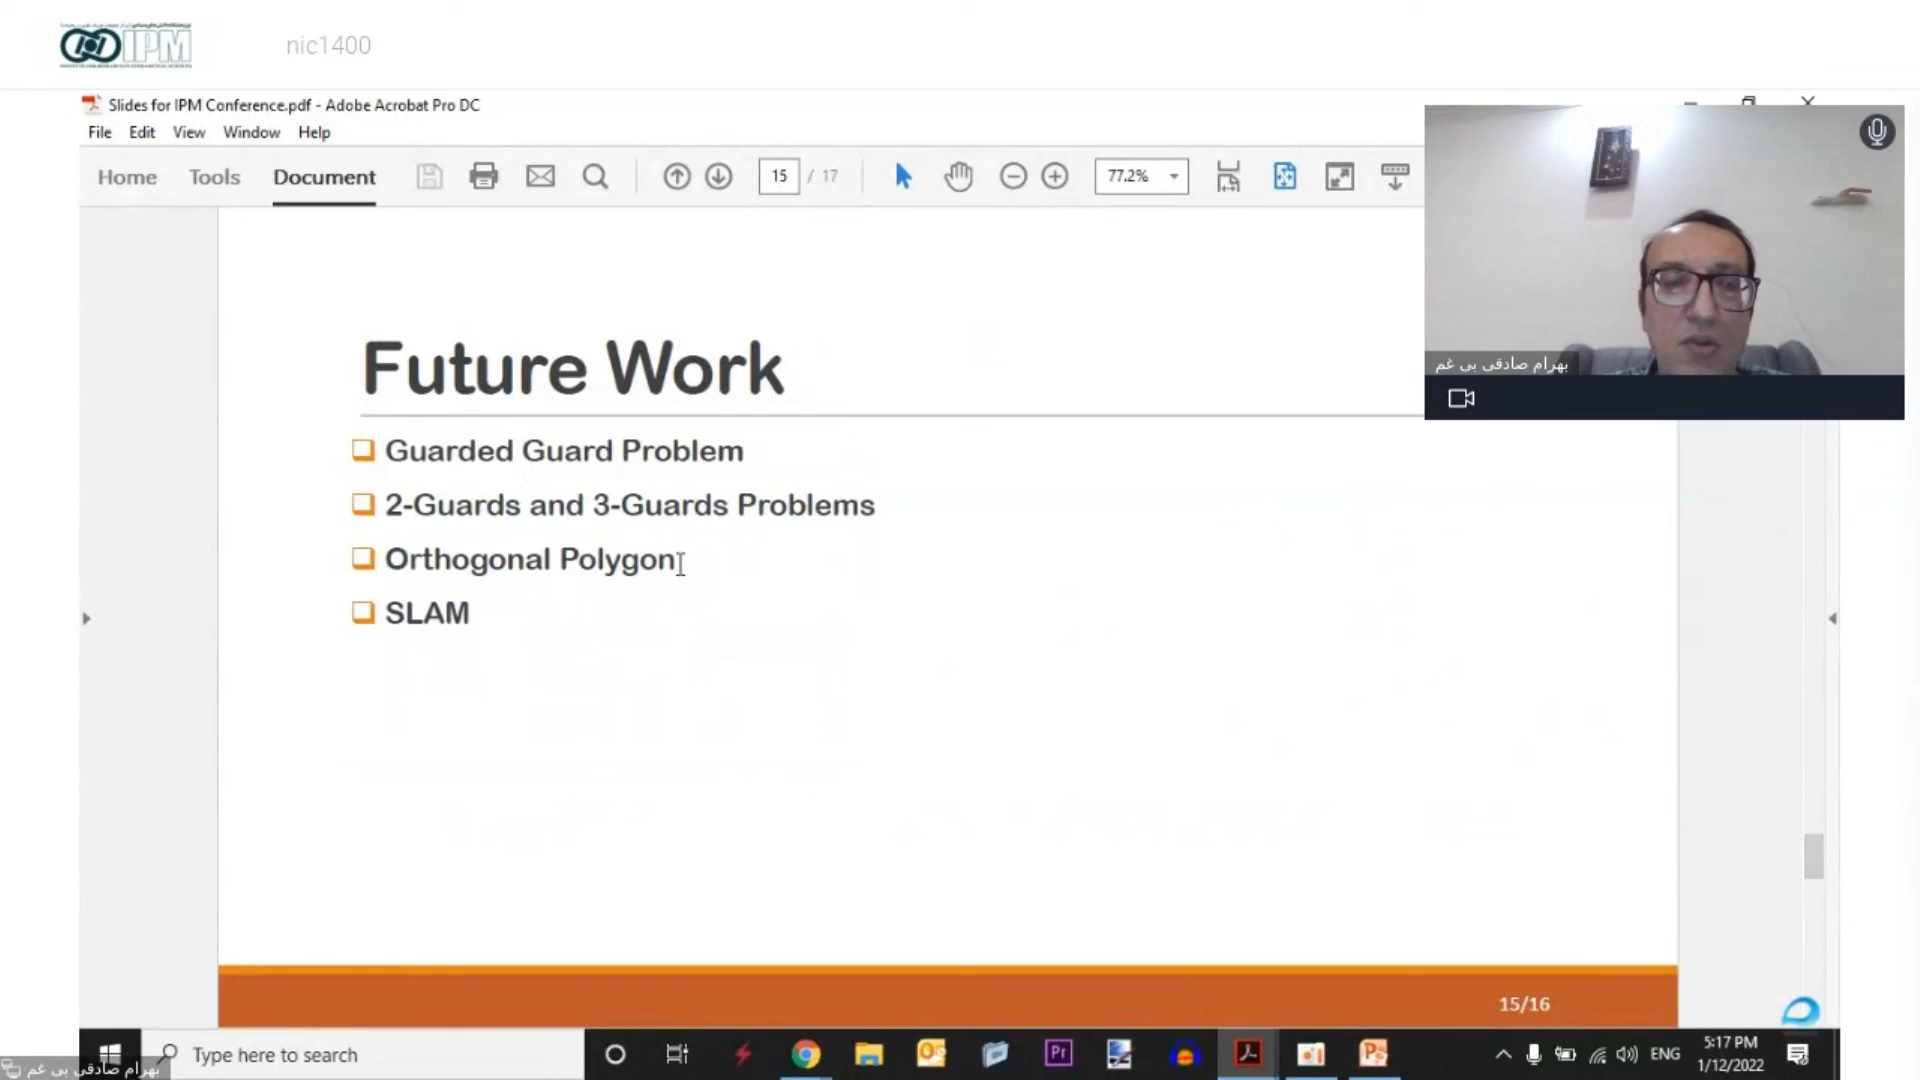 IPM
nic1400
Slides for IPM Conference.pdf - Adobe Acrobat Pro DC
File Edit View Window Help
Home Tools Document 15 / 17 77.2%
بهرام صادقی بی غم
Future Work
Guarded Guard Problem
2-Guards and 3-Guards Problems
Orthogonal Polygon
SLAM
15/16
Type here to search
Pr
ENG
5:17 PM
1/12/2022
بهرام صادقی بی غم